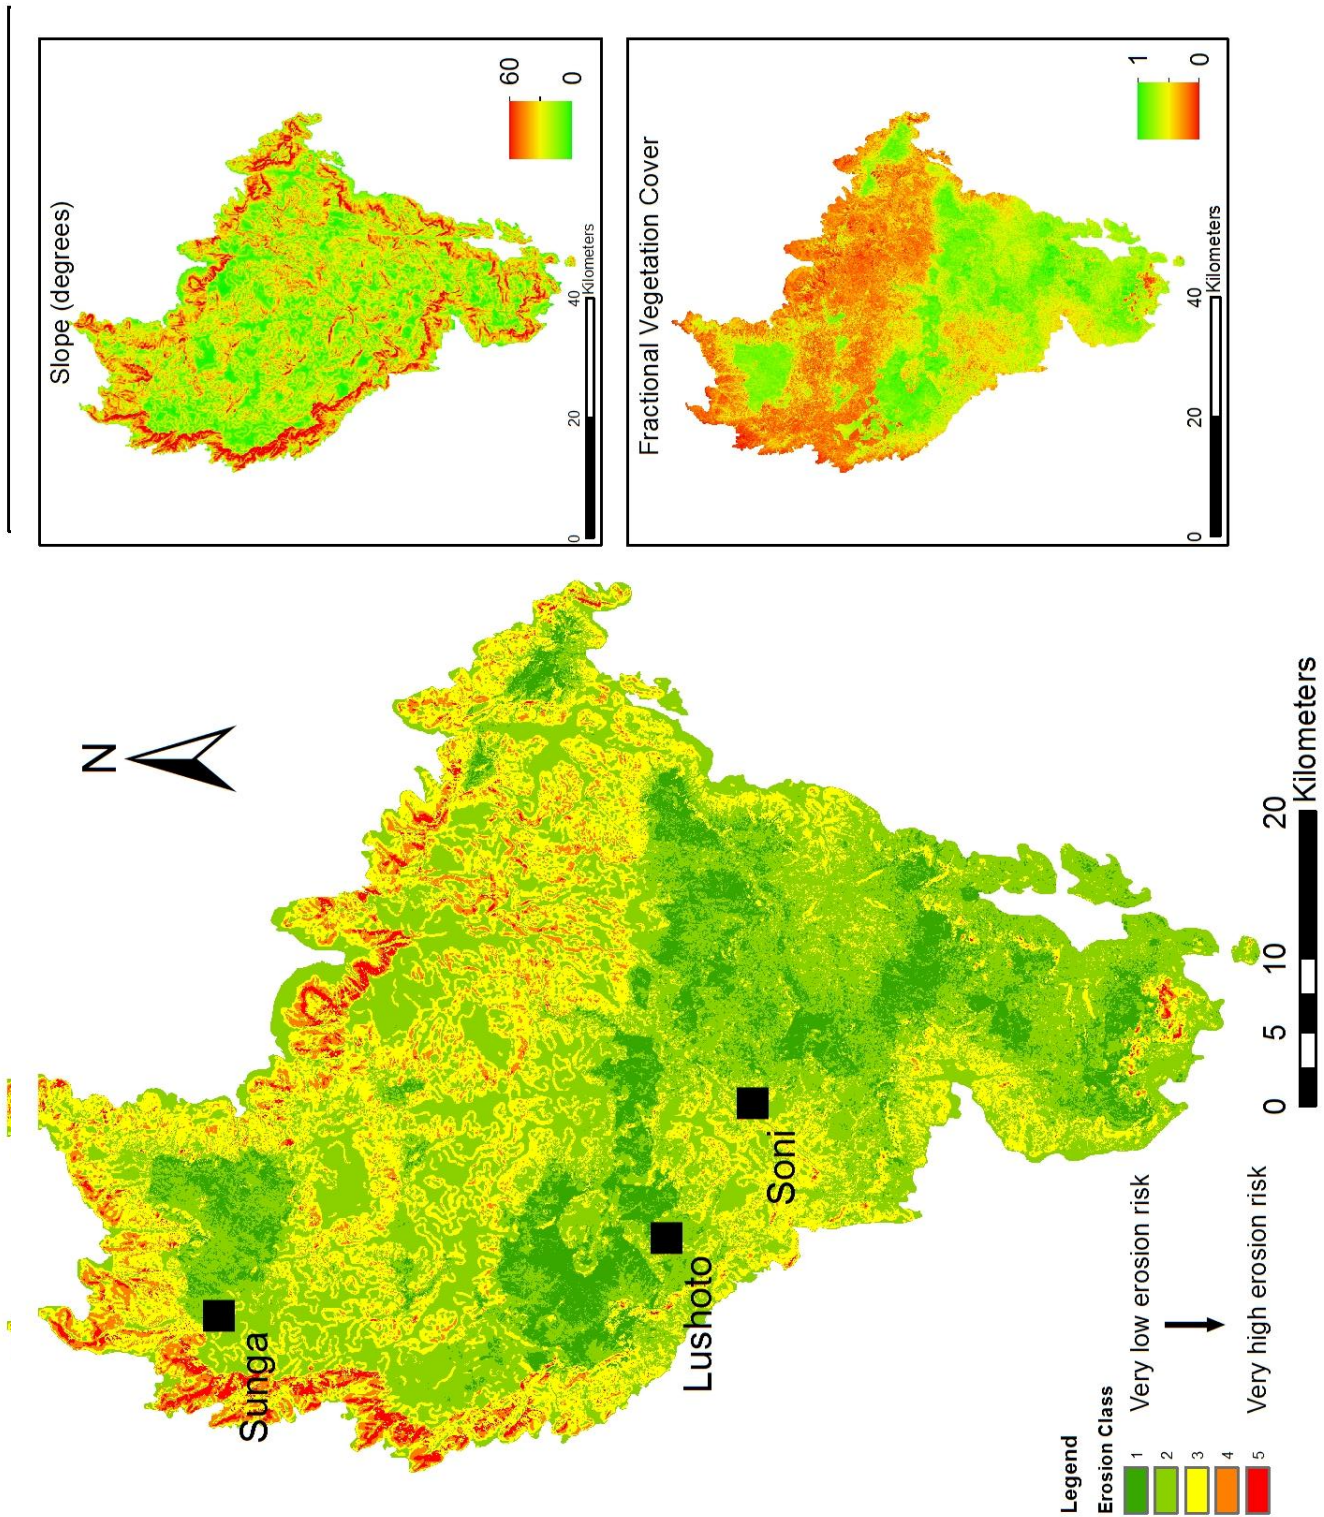 Slope (degrees)
60
0
0
20
40
Kilometers
Fractional Vegetation Cover
1
0
0
20
40
Kilometers
N
Sunga
Lushoto
Soni
Legend
Erosion Class
1
2
3
4
5
Very low erosion risk
Very high erosion risk
0
5
10
20
Kilometers